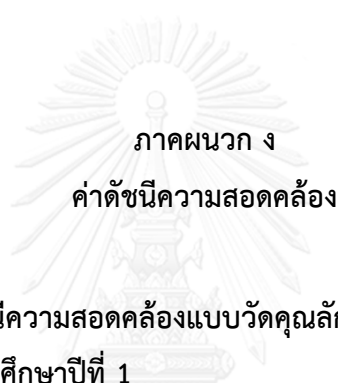 ภาคผนวก ง
ค่าดัชนีความสอดคล้อง
ความสอดคล้องแบบวัดคุณลัก
ศึกษาปีที่ 1